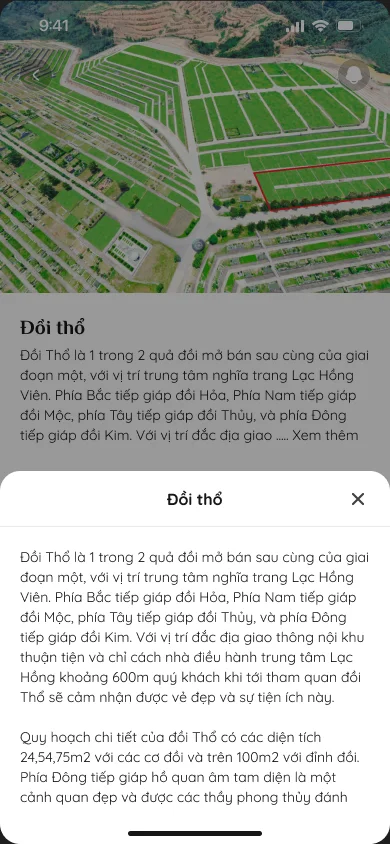 9:41
Đồi thổ
Đồi Thổ là 1 trong 2 quả đồi mở bán sau cùng của giai
đoạn một, với vị trí trung tâm nghĩa trang Lạc Hồng
Viên. Phía Bắc tiếp giáp đồi Hỏa, Phía Nam tiếp giáp
đồi Mộc, phía Tây tiếp giáp đồi Thủy, và phía Đông
tiếp giáp đồi Kim. Với vị trí đắc địa giao ..... Xem thêm
Đồi thổ
Đồi Thổ là 1 trong 2 quả đồi mở bán sau cùng của giai
đoạn một, với vị trí trung tâm nghĩa trang Lạc Hồng
Viên. Phía Bắc tiếp giáp đồi Hỏa, Phía Nam tiếp giáp
đồi Mộc, phía Tây tiếp giáp đồi Thủy, và phía Đông
tiếp giáp đồi Kim. Với vị trí đắc địa giao thông nội khu
thuận tiện và chỉ cách nhà điều hành trung tâm Lạc
Hồng khoảng 600m quý khách khi tới tham quan đồi
Thổ sẽ cảm nhận được vẻ đẹp và sự tiện ích này.
Quy hoạch chi tiết của đồi Thổ có các diện tích
24,54,75m2 với các cơ đồi và trên 100m2 với đỉnh đồi.
Phía Đông tiếp giáp hồ quan âm tam diện là một
cảnh quan đẹp và được các thầy phong thủy đánh